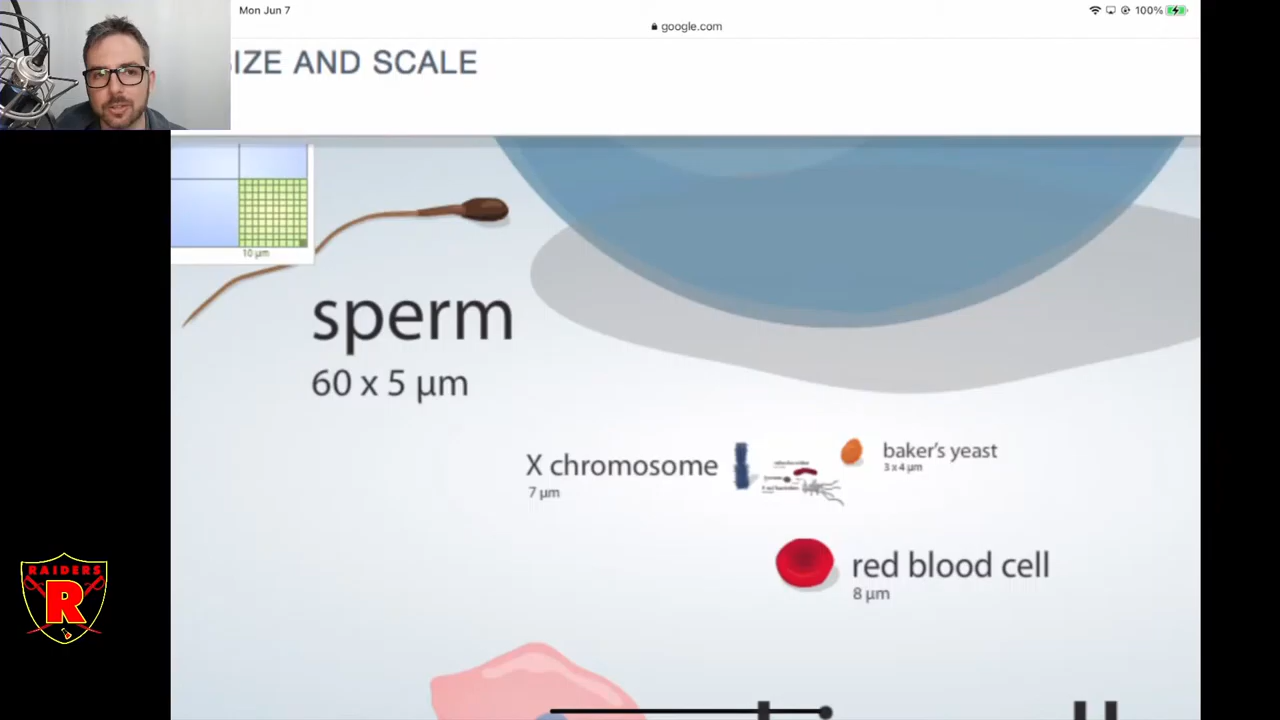 Mon Jun 7
100%
google.com
IZE AND SCALE
10 µm
sperm
60 x 5 µm
X chromosome
7 µm
baker's yeast
3 x 4 µm
red blood cell
8 µm
RAIDERS
R